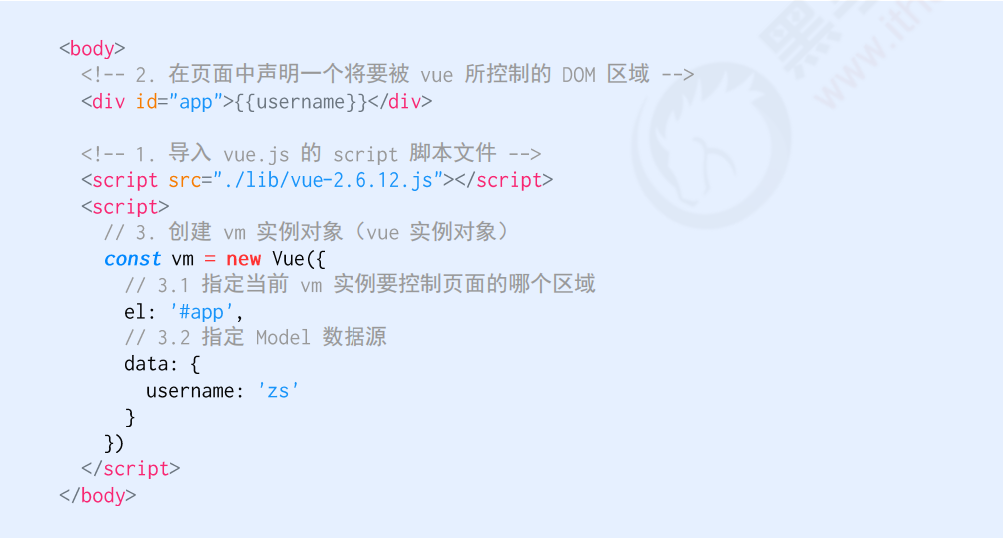 <body>
<!-- 2. 在页面中声明一个将要被 vue 所控制的 DOM 区域 -->
<div id="app">{{username}}</div>
<!-- 1. 导入 vue.js 的 script 脚本文件 -->
<script src="./lib/vue-2.6.12.js"></script>
<script>
// 3. 创建 vm 实例对象（vue 实例对象）
const vm = new Vue({
// 3.1 指定当前 vm 实例要控制页面的哪个区域
el: '#app',
// 3.2 指定 Model 数据源
data: {
username: 'zs'
}
})
</script>
</body>